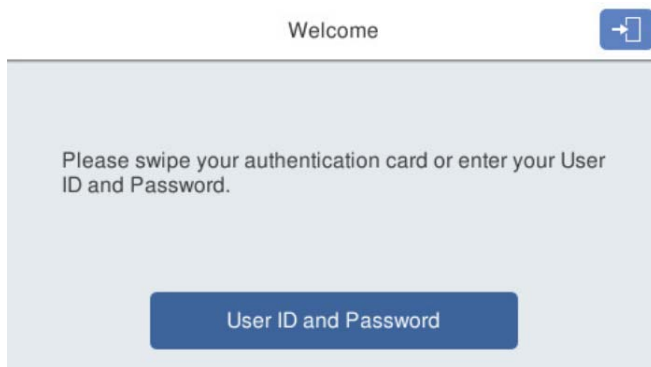 Welcome
Please swipe your authentication card or enter your User
ID and Password.
User ID and Password